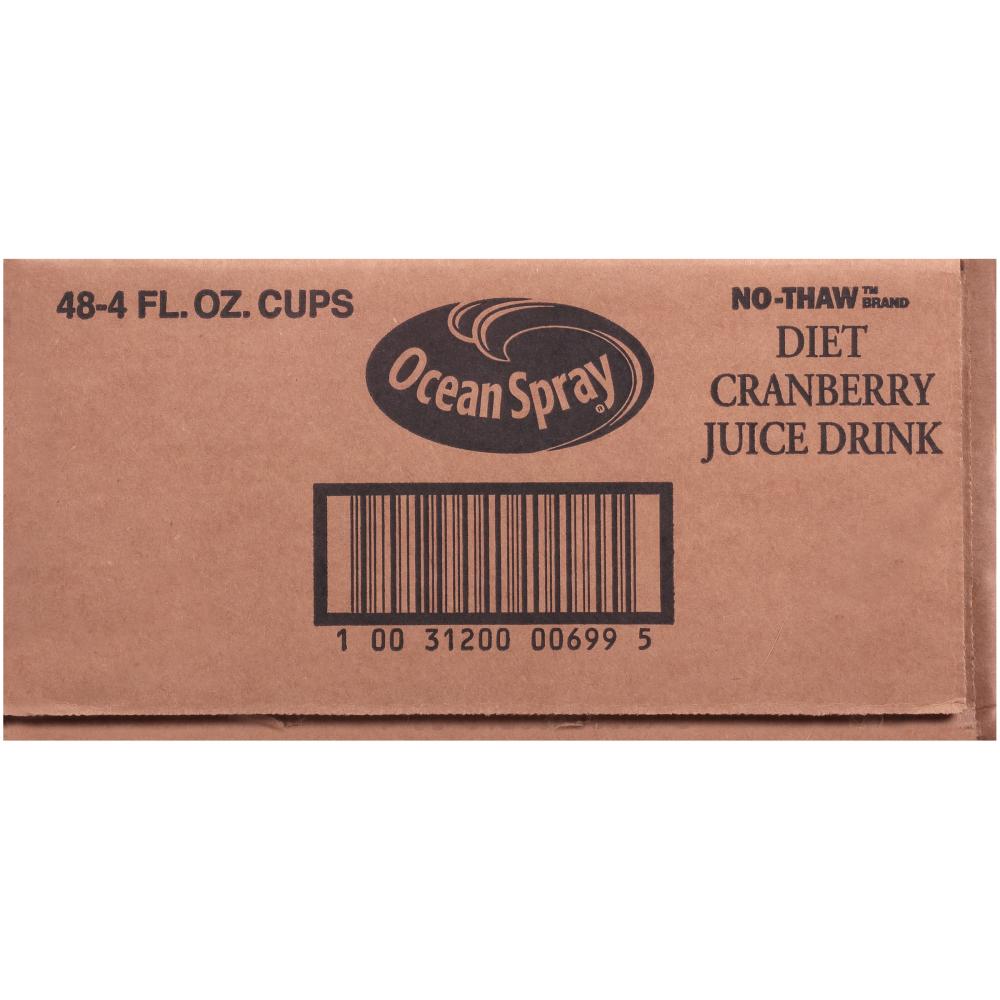 48-4 FL. OZ. CUPS
Ocean Spray®
NO-THAW™ BRAND
DIET
CRANBERRY
JUICE DRINK
1 00 31200 00699 5